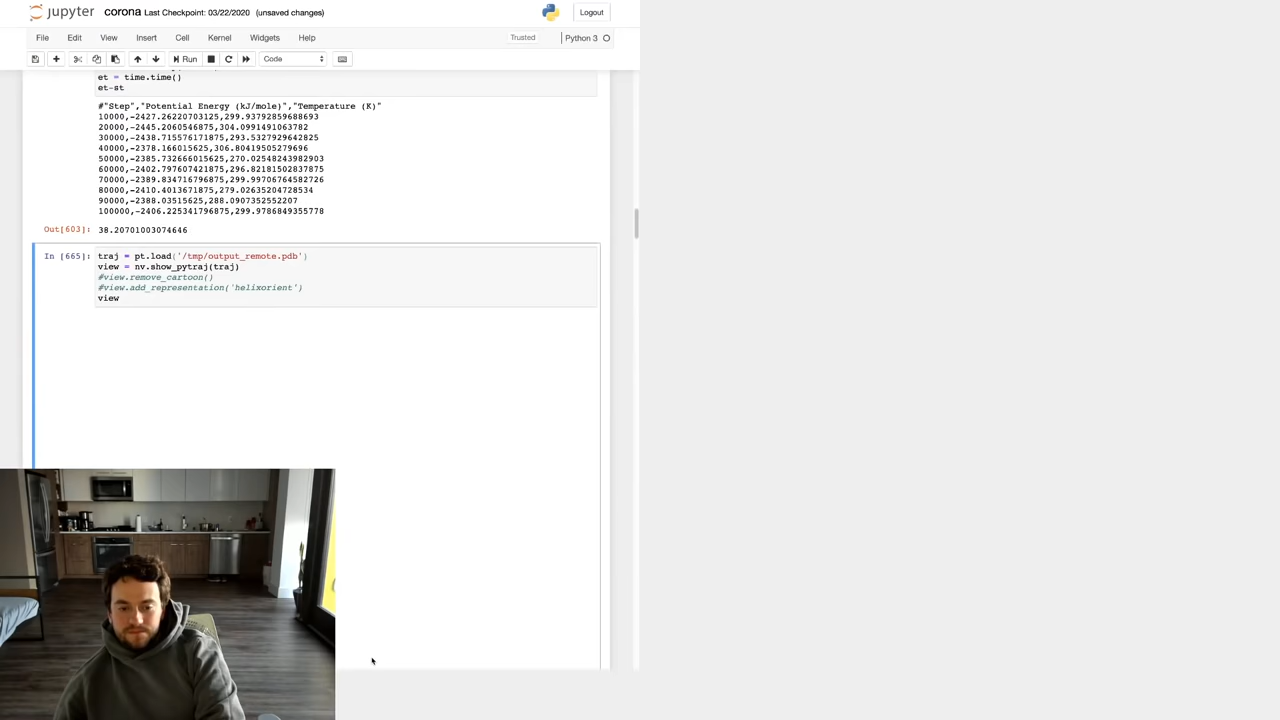 jupyter corona Last Checkpoint: 03/22/2020 (unsaved changes) Logout
File Edit View Insert Cell Kernel Widgets Help Trusted Python 3
Run Code
et = time.time()
et-st
#"Step","Potential Energy (kJ/mole)","Temperature (K)"
10000,-2427.26220703125,299.93792859688693
20000,-2445.2060546875,304.0991491063782
30000,-2438.715576171875,293.5327929642825
40000,-2378.166015625,306.80419505279696
50000,-2385.732666015625,270.02548243982903
60000,-2402.797607421875,296.82181502837875
70000,-2389.834716796875,299.99706764582726
80000,-2410.4013671875,279.02635204728534
90000,-2388.03515625,288.0907352552207
100000,-2406.225341796875,299.9786849355778
Out[603]: 38.20701003074646
In [665]: traj = pt.load('/tmp/output_remote.pdb')
view = nv.show_pytraj(traj)
#view.remove_cartoon()
#view.add_representation('helixorient')
view